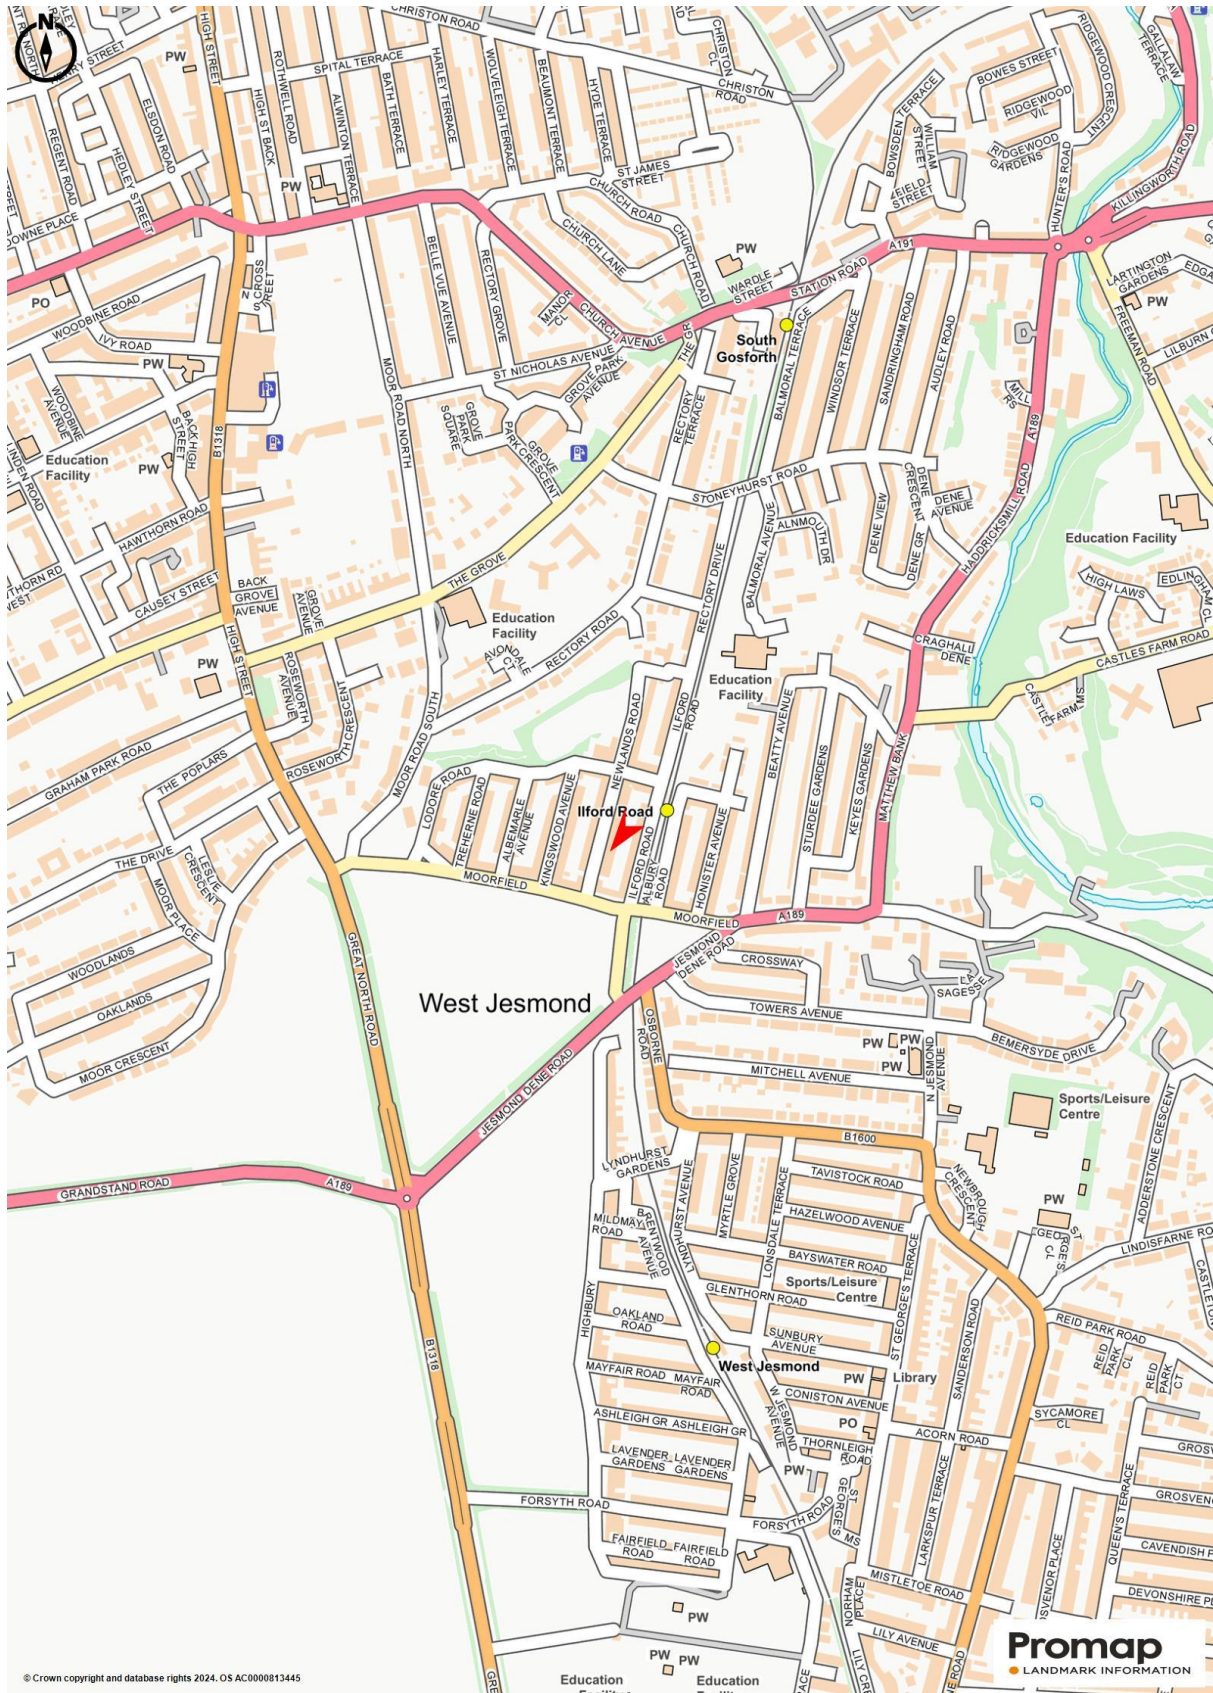 N
HIGH STREET
CHRISTON ROAD
CHRISTON CL
CHRISTON ROAD
PW
HENRY STREET
SPITAL TERRACE
ROTHWELL ROAD
HIGH ST BACK
ALWINTON TERRACE
BATH TERRACE
HARLEY TERRACE
WOLVELEIGH TERRACE
BEAUMONT TERRACE
HYDE TERRACE
ST JAMES STREET
ELSDON ROAD
HEDLEY STREET
REGENT ROAD
DOWNE PLACE
PW
CHURCH ROAD
CHURCH LANE
CHURCH ROAD
PW
WARDLE STREET
BOWSDEN TERRACE
WILLIAM STREET
FIELD STREET
BOWES STREET
RIDGEWOOD VIL
RIDGEWOOD GARDENS
RIDGEWOOD CRESCENT
GALLALAW TERRACE
HUNTER'S ROAD
KILLINGWORTH ROAD
A191
STATION ROAD
PO
WOODBINE ROAD
IVY ROAD
PW
N CROSS STREET
S
BELLE VUE AVENUE
RECTORY GROVE
MANOR CL
CHURCH AVENUE
THE GR
South Gosforth
ST NICHOLAS AVENUE
GROVE PARK AVENUE
GROVE PARK SQUARE
GROVE PARK CRESCENT
MOOR ROAD NORTH
RECTORY TERRACE
BALMORAL TERRACE
WINDSOR TERRACE
SANDRINGHAM ROAD
AUDLEY ROAD
MILL RS
A189
LARTINGTON GARDENS
PW
FREEMAN ROAD
LILBURN
WOODBINE AVENUE
BACK HIGH STREET
B1318
LINDEN ROAD
Education Facility
PW
HAWTHORN ROAD
STONEYHURST ROAD
DENE CRESCENT
DENE AVENUE
DENE VIEW
DENE GR
ALNMOUTH DR
BALMORAL AVENUE
HADDRICKSMILL ROAD
Education Facility
HIGH LAWS
EDLINGHAM CL
CASTLES FARM ROAD
CASTLES FARM MS
CAUSEY STREET
BACK GROVE AVENUE
GROVE AVENUE
THE GROVE
Education Facility
AVONDALE CT
RECTORY ROAD
RECTORY DRIVE
CRAGHALL DENE
Education Facility
PW
HIGH STREET
ROSEWORTH AVENUE
ROSEWORTH CRESCENT
GRAHAM PARK ROAD
THE POPLARS
MOOR ROAD SOUTH
NEWLANDS ROAD
ILFORD ROAD
BEATTY AVENUE
STURDEE GARDENS
KEYES GARDENS
MATTHEW BANK
LODORE ROAD
TREHERNE ROAD
ALBEMARLE AVENUE
KINGSWOOD AVENUE
Ilford Road
ILFORD ROAD
ALBURY ROAD
HONISTER AVENUE
THE DRIVE
LESLIE CRESCENT
MOOR PLACE
MOORFIELD
MOORFIELD
A189
WOODLANDS
OAKLANDS
MOOR CRESCENT
GREAT NORTH ROAD
JESMOND DENE ROAD
CROSSWAY
LA SAGESSE
West Jesmond
TOWERS AVENUE
OSBORNE ROAD
PW
PW
PW
N JESMOND AVENUE
BEMERSYDE DRIVE
MITCHELL AVENUE
Sports/Leisure Centre
JESMOND DENE ROAD
B1600
ADDERSTONE CRESCENT
LYNDHURST GARDENS
LYNDHURST AVENUE
MYRTLE GROVE
LONSDALE TERRACE
TAVISTOCK ROAD
NEWBROUGH CRESCENT
GRANDSTAND ROAD
A189
MILDMAY ROAD
BRENTWOOD AVENUE
HAZELWOOD AVENUE
PW
ST GEORGE'S CL
LINDISFARNE RO
BAYSWATER ROAD
Sports/Leisure Centre
GLENTHORN ROAD
ST GEORGE'S TERRACE
HIGHBURY
OAKLAND ROAD
SUNBURY AVENUE
SANDERSON ROAD
REID PARK ROAD
REID PARK CL
REID PARK CT
B1318
MAYFAIR ROAD
MAYFAIR ROAD
West Jesmond
PW
Library
W JESMOND AVENUE
CONISTON AVENUE
PO
ASHLEIGH GR
ASHLEIGH GR
SYCAMORE CL
THORNLEIGH ROAD
ACORN ROAD
LAVENDER GARDENS
LAVENDER GARDENS
PW
FORSYTH ROAD
FORSYTH ROAD
ST GEORGE'S MS
LARKSPUR TERRACE
QUEEN'S TERRACE
CAVENDISH P
FAIRFIELD ROAD
FAIRFIELD ROAD
NORHAM PLACE
MISTLETOE ROAD
DEVONSHIRE PL
PW
LILY AVENUE
PW
PW
Education
Education
Promap
LANDMARK INFORMATION
© Crown copyright and database rights 2024. OS AC0000813445